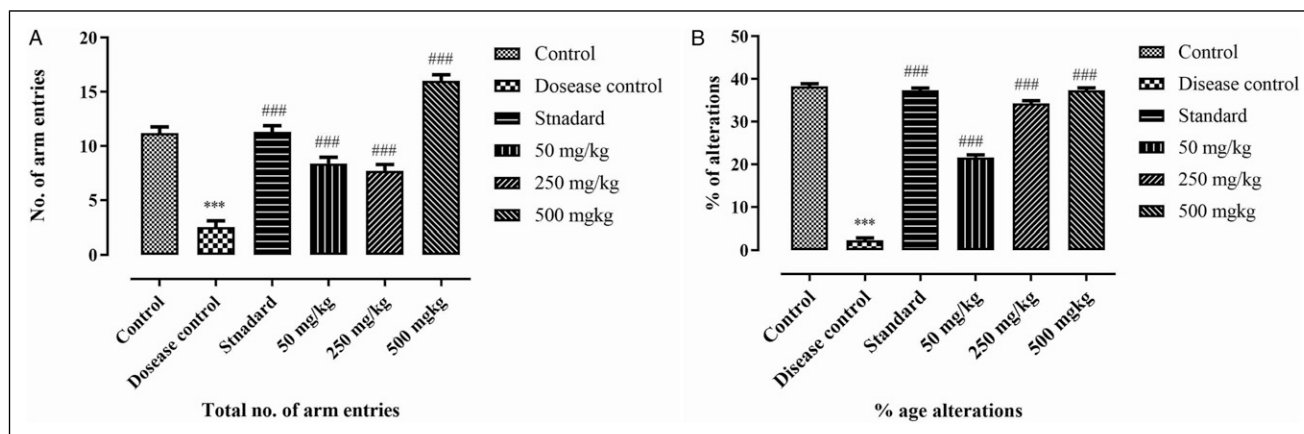 A
No. of arm entries
20
15
10
5
0
***
###
###
###
###
Control
Dosease control
Stnadard
50 mg/kg
250 mg/kg
500 mgkg
Control
Dosease control
Stnadard
50 mg/kg
250 mg/kg
500 mgkg
Total no. of arm entries
B
% of alterations
50
40
30
20
10
0
***
###
###
###
###
Control
Disease control
Standard
50 mg/kg
250 mg/kg
500 mgkg
Control
Disease control
Standard
50 mg/kg
250 mg/kg
500 mgkg
% age alterations